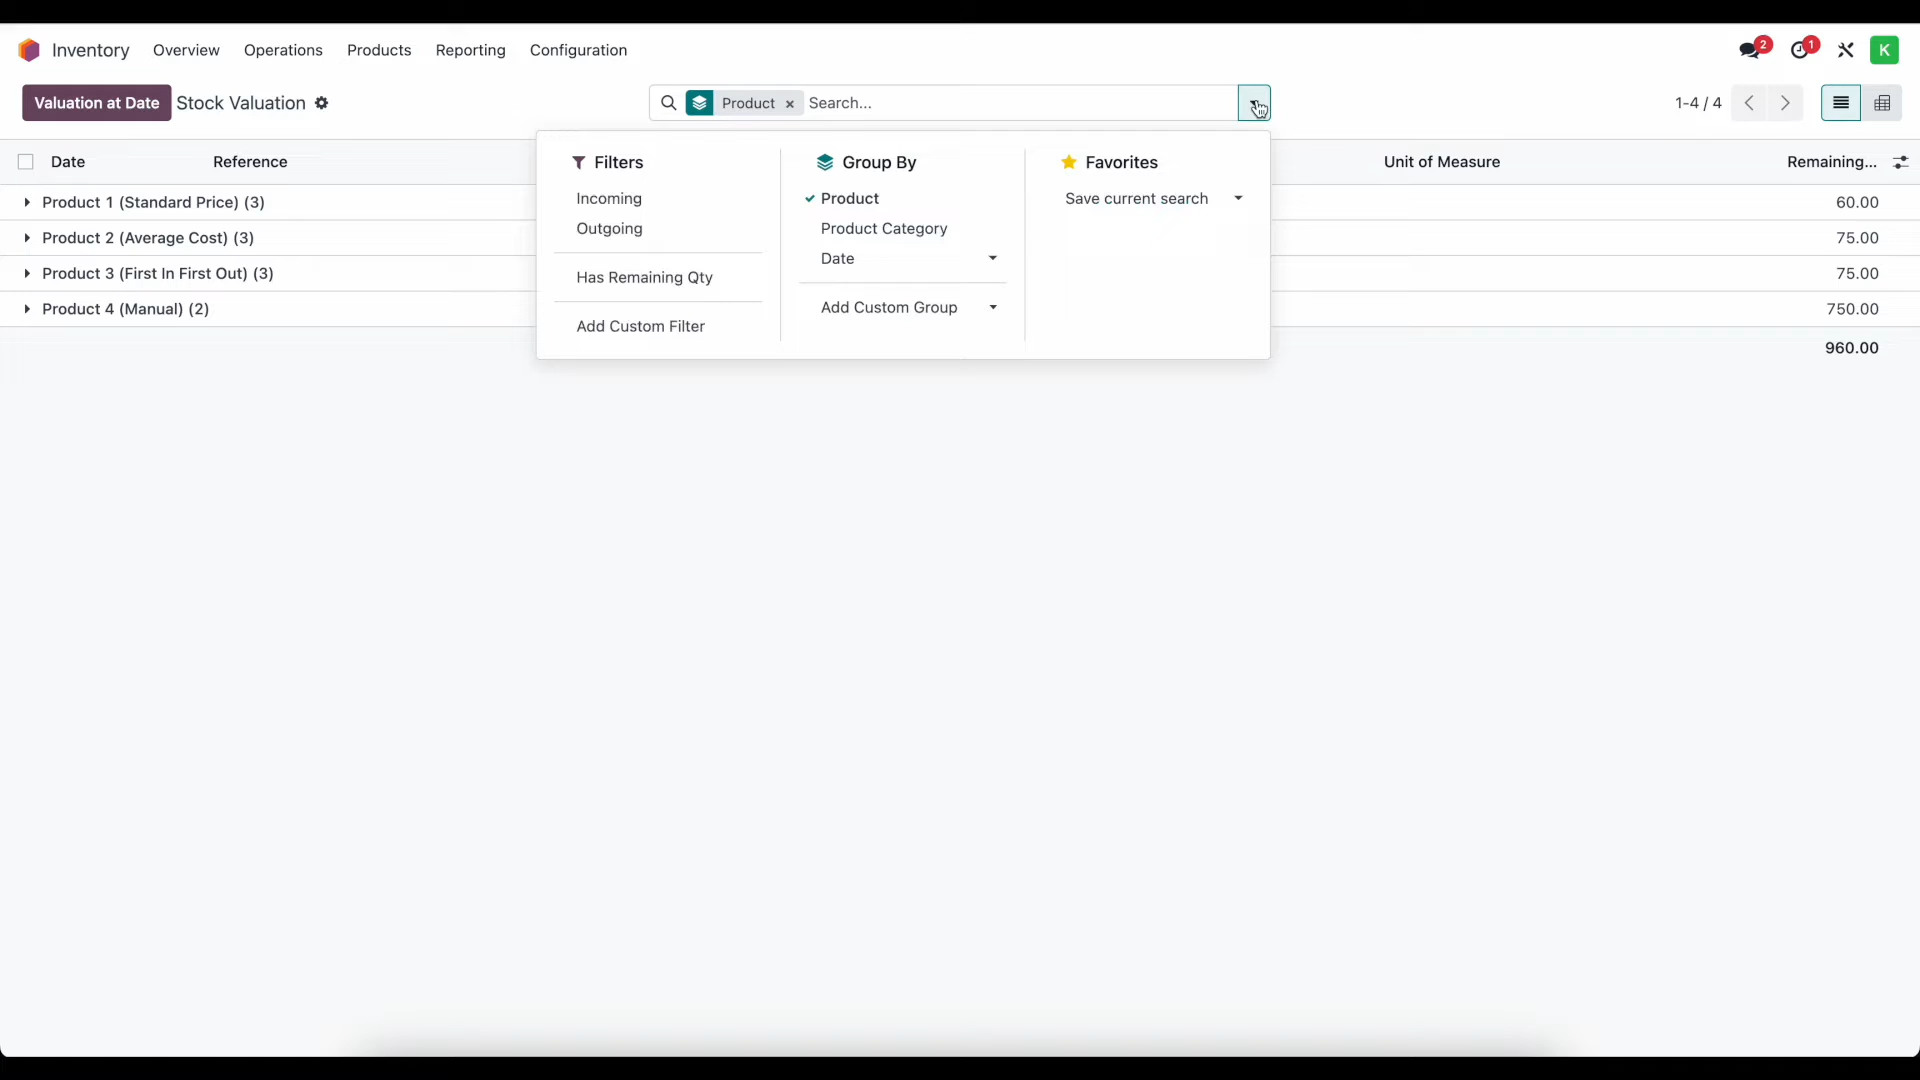 Inventory Overview Operations Products Reporting Configuration 2 1 K
Valuation at Date Stock Valuation Product Search... 1-4 / 4
Date Reference Unit of Measure Remaining...
Filters Group By Favorites
Incoming Product Save current search
Outgoing Product Category
Date
Has Remaining Qty
Add Custom Group
Add Custom Filter
Product 1 (Standard Price) (3) 60.00
Product 2 (Average Cost) (3) 75.00
Product 3 (First In First Out) (3) 75.00
Product 4 (Manual) (2) 750.00
960.00